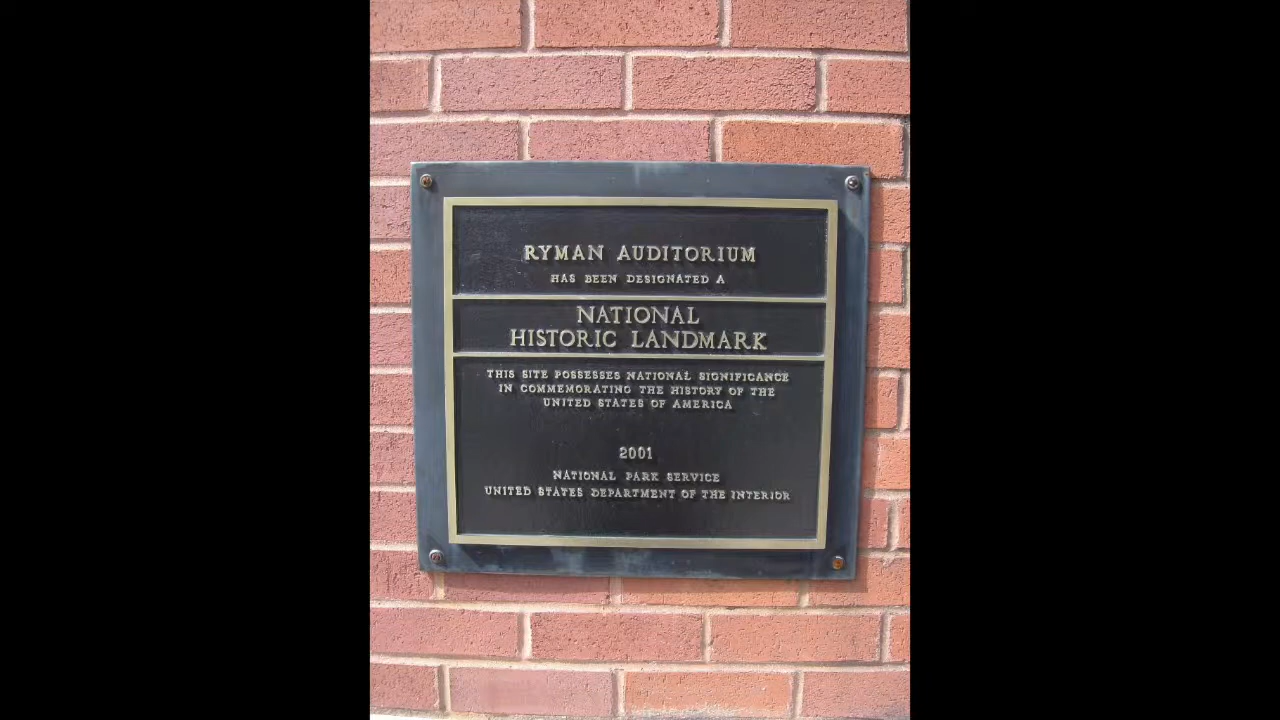 RYMAN AUDITORIUM
HAS BEEN DESIGNATED A
NATIONAL
HISTORIC LANDMARK
THIS SITE POSSESSES NATIONAL SIGNIFICANCE
IN COMMEMORATING THE HISTORY OF THE
UNITED STATES OF AMERICA
2001
NATIONAL PARK SERVICE
UNITED STATES DEPARTMENT OF THE INTERIOR